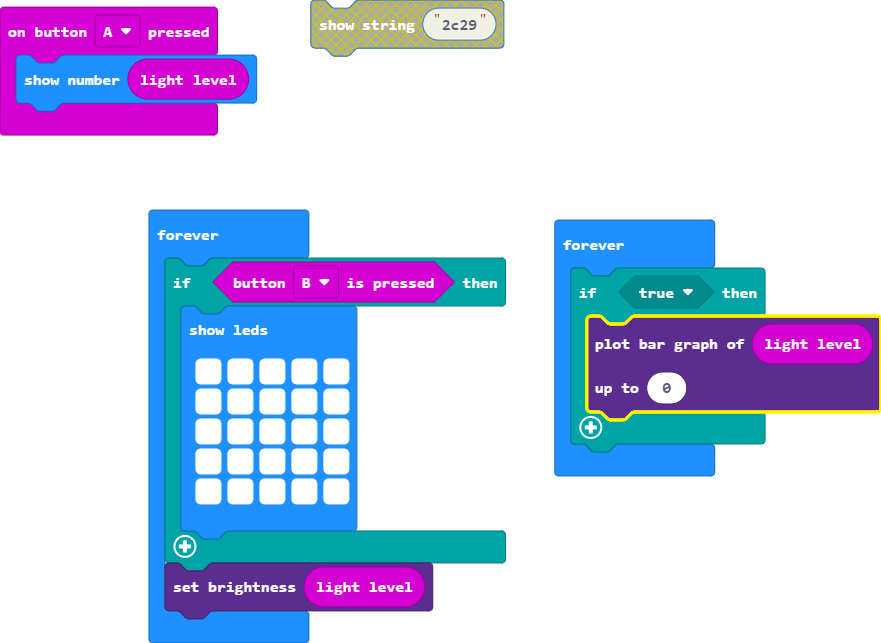 on button A pressed
show number light level
show string "2c29"
forever
if button B is pressed then
show leds
set brightness light level
forever
if true then
plot bar graph of light level
up to 0